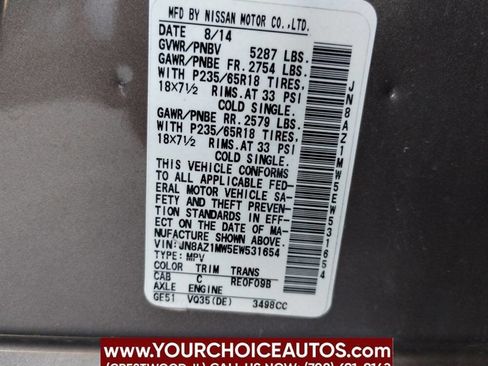 MFD BY NISSAN MOTOR CO.,LTD.
DATE 8/14
GVWR/PNBV 5287 LBS.
GAWR/PNBE FR. 2754 LBS.
WITH P235/65R18 TIRES,
18X7½ RIMS.AT 33 PSI
COLD SINGLE.
GAWR/PNBE RR. 2579 LBS.
WITH P235/65R18 TIRES,
18X7½ RIMS.AT 33 PSI
COLD SINGLE.
THIS VEHICLE CONFORMS
TO ALL APPLICABLE FED-
ERAL MOTOR VEHICLE SA-
FETY AND THEFT PREVEN-
TION STANDARDS IN EFF-
ECT ON THE DATE OF MA-
NUFACTURE SHOWN ABOVE.
VIN: JN8AZ1MW5EW531654
TYPE: MPV
COLOR TRIM TRANS
CAB C RE0F09B
AXLE ENGINE
GE51 VQ35(DE) 3498CC
JN8AZ1MW5EW531654
WWW.YOURCHOICEAUTOS.COM